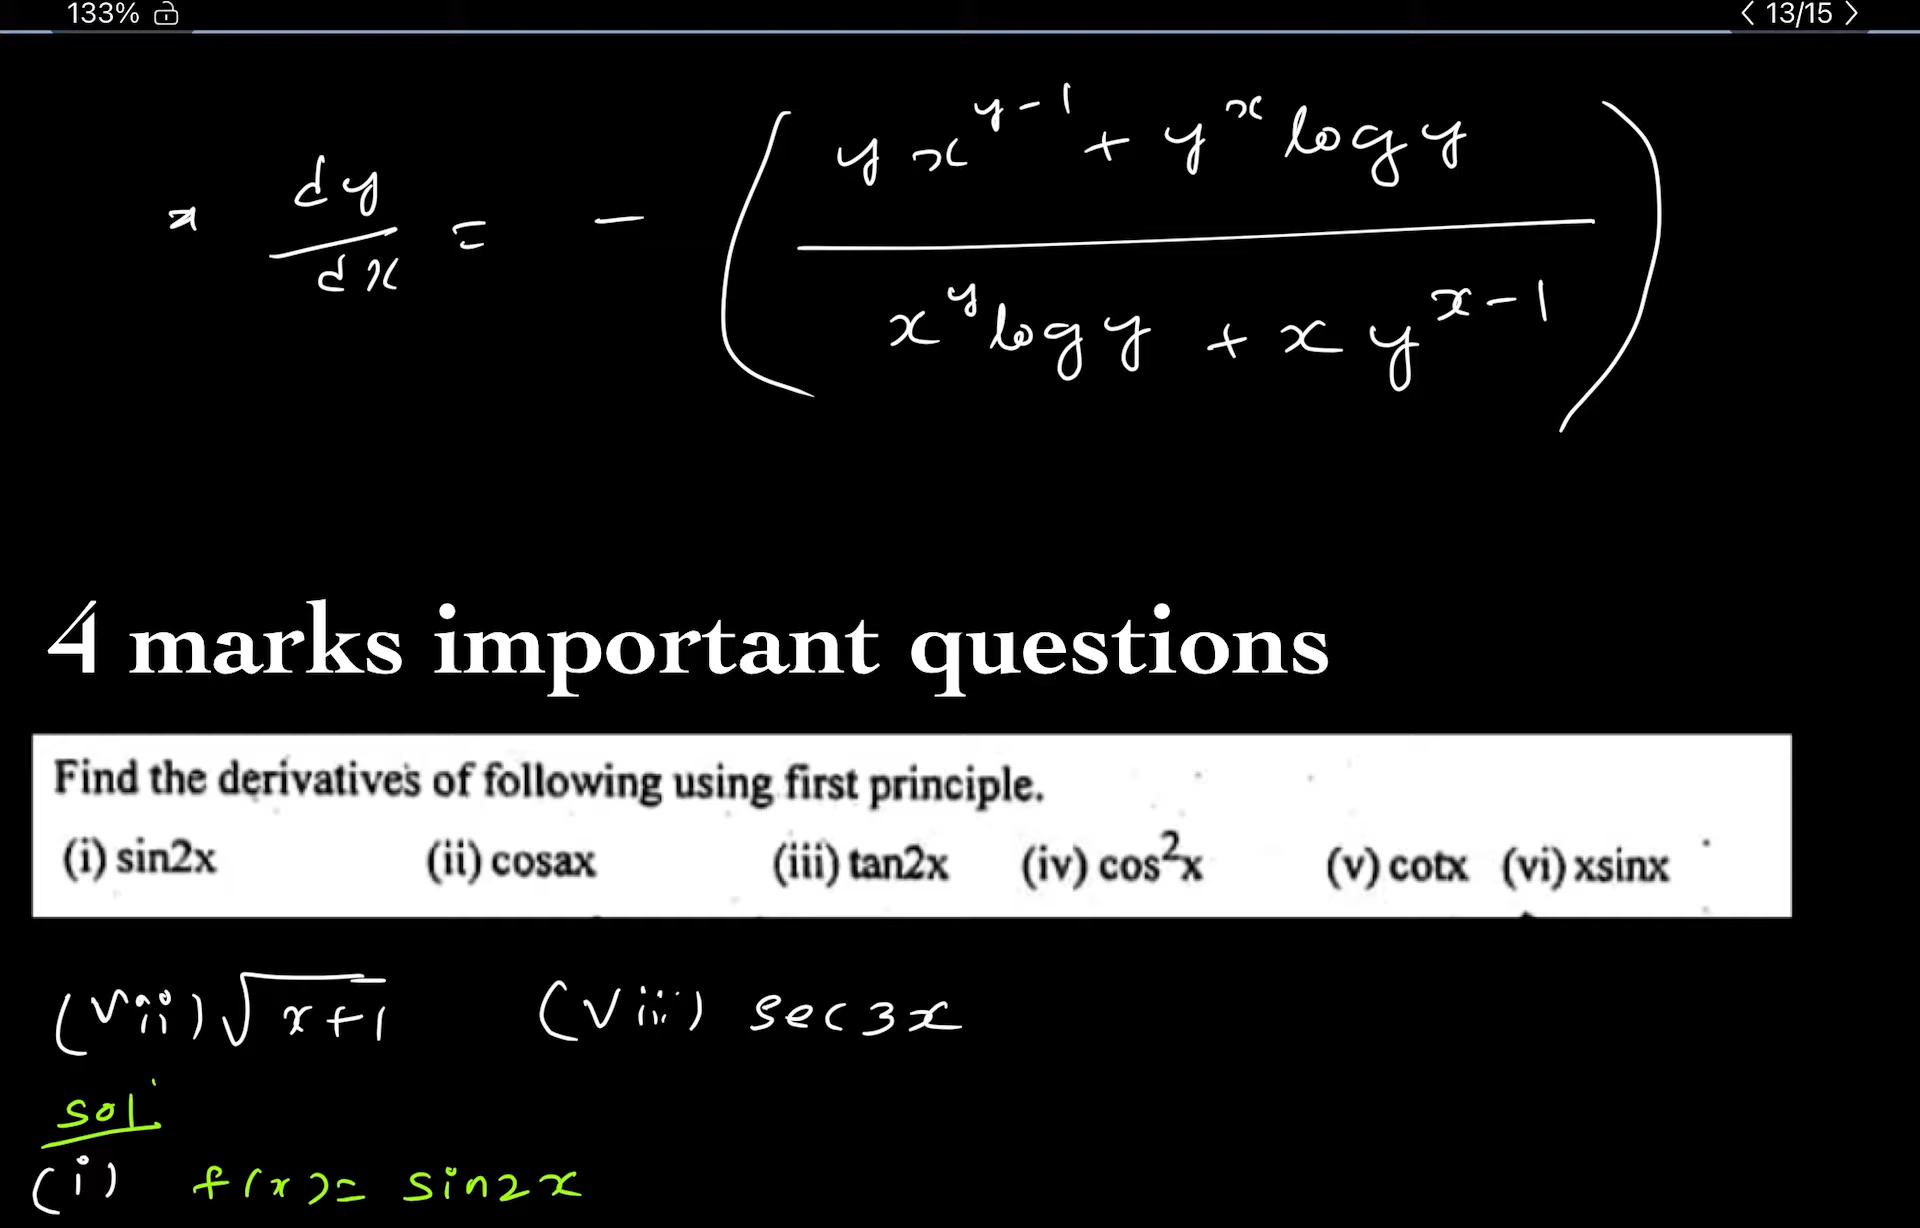 133% < 13/15 >
dy/dx = - ( (y x^(y-1) + y^x log y) / (x^y log y + x y^(x-1)) )
4 marks important questions
Find the derivatives of following using first principle.
(i) sin2x (ii) cosax (iii) tan2x (iv) cos²x (v) cotx (vi) xsinx
(vii) √(x+1) (viii) sec3x
sol:
(i) f(x) = sin2x